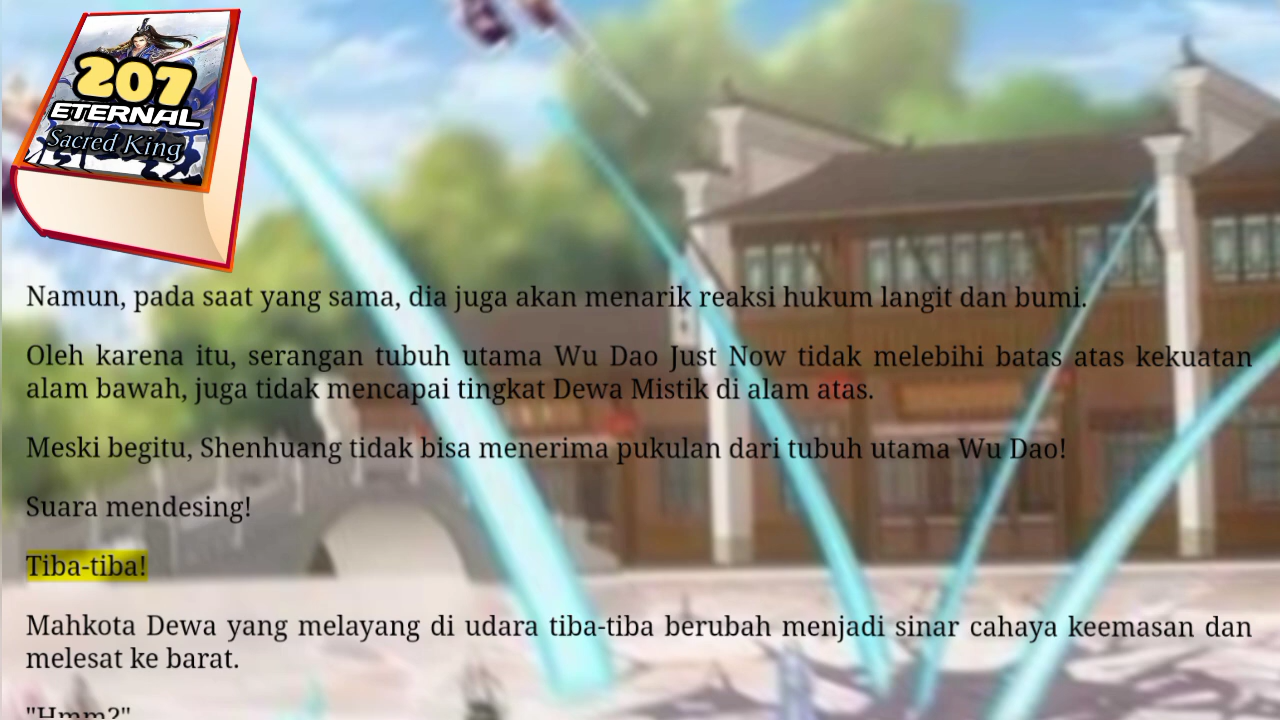 207
ETERNAL
Sacred King
Namun, pada saat yang sama, dia juga akan menarik reaksi hukum langit dan bumi.
Oleh karena itu, serangan tubuh utama Wu Dao Just Now tidak melebihi batas atas kekuatan
alam bawah, juga tidak mencapai tingkat Dewa Mistik di alam atas.
Meski begitu, Shenhuang tidak bisa menerima pukulan dari tubuh utama Wu Dao!
Suara mendesing!
Tiba-tiba!
Mahkota Dewa yang melayang di udara tiba-tiba berubah menjadi sinar cahaya keemasan dan
melesat ke barat.
"Hmm?"